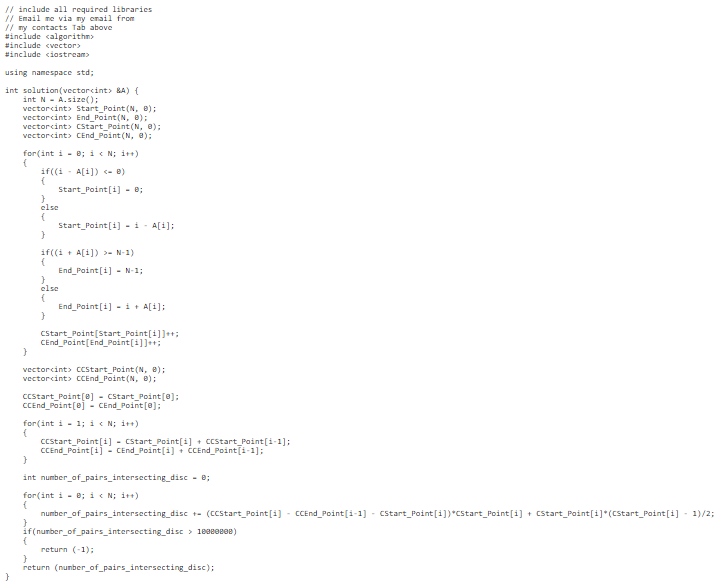 // include all required libraries
// Email me via my email from
// my contacts Tab above
#include <algorithm>
#include <vector>
#include <iostream>
using namespace std;
int solution(vector<int> &A) {
int N = A.size();
vector<int> Start_Point(N, 0);
vector<int> End_Point(N, 0);
vector<int> CStart_Point(N, 0);
vector<int> CEnd_Point(N, 0);
for(int i = 0; i < N; i++)
{
if((i - A[i]) <= 0)
{
Start_Point[i] = 0;
}
else
{
Start_Point[i] = i - A[i];
}
if((i + A[i]) >= N-1)
{
End_Point[i] = N-1;
}
else
{
End_Point[i] = i + A[i];
}
CStart_Point[Start_Point[i]]++;
CEnd_Point[End_Point[i]]++;
}
vector<int> CCStart_Point(N, 0);
vector<int> CCEnd_Point(N, 0);
CCStart_Point[0] = CStart_Point[0];
CCEnd_Point[0] = CEnd_Point[0];
for(int i = 1; i < N; i++)
{
CCStart_Point[i] = CStart_Point[i] + CCStart_Point[i-1];
CCEnd_Point[i] = CEnd_Point[i] + CCEnd_Point[i-1];
}
int number_of_pairs_intersecting_disc = 0;
for(int i = 0; i < N; i++)
{
number_of_pairs_intersecting_disc += (CCStart_Point[i] - CCEnd_Point[i-1] - CStart_Point[i])*CStart_Point[i] + CStart_Point[i]*(CStart_Point[i] - 1)/2;
}
if(number_of_pairs_intersecting_disc > 10000000)
{
return (-1);
}
return (number_of_pairs_intersecting_disc);
}